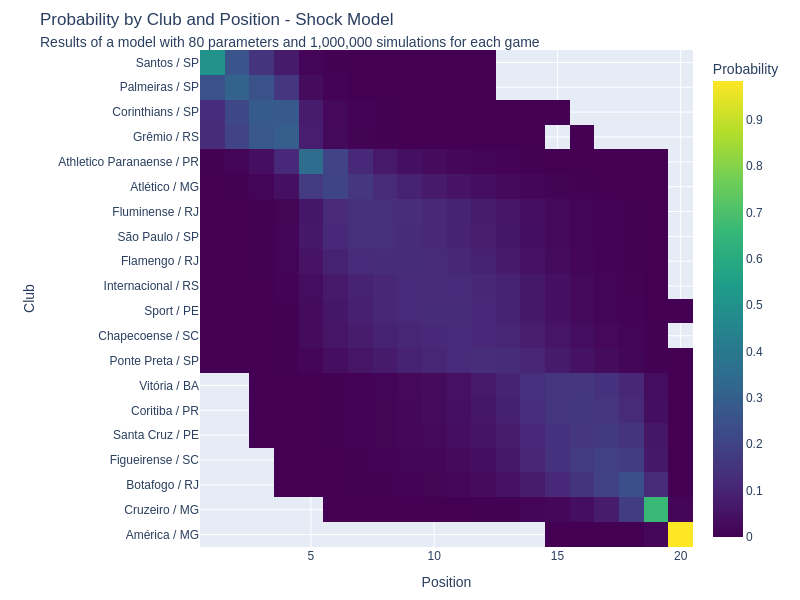 Probability by Club and Position - Shock Model
Results of a model with 80 parameters and 1,000,000 simulations for each game
Probability
Club
Santos / SP
Palmeiras / SP
Corinthians / SP
Grêmio / RS
Athletico Paranaense / PR
Atlético / MG
Fluminense / RJ
São Paulo / SP
Flamengo / RJ
Internacional / RS
Sport / PE
Chapecoense / SC
Ponte Preta / SP
Vitória / BA
Coritiba / PR
Santa Cruz / PE
Figueirense / SC
Botafogo / RJ
Cruzeiro / MG
América / MG
0.9
0.8
0.7
0.6
0.5
0.4
0.3
0.2
0.1
0
5 10 15 20
Position